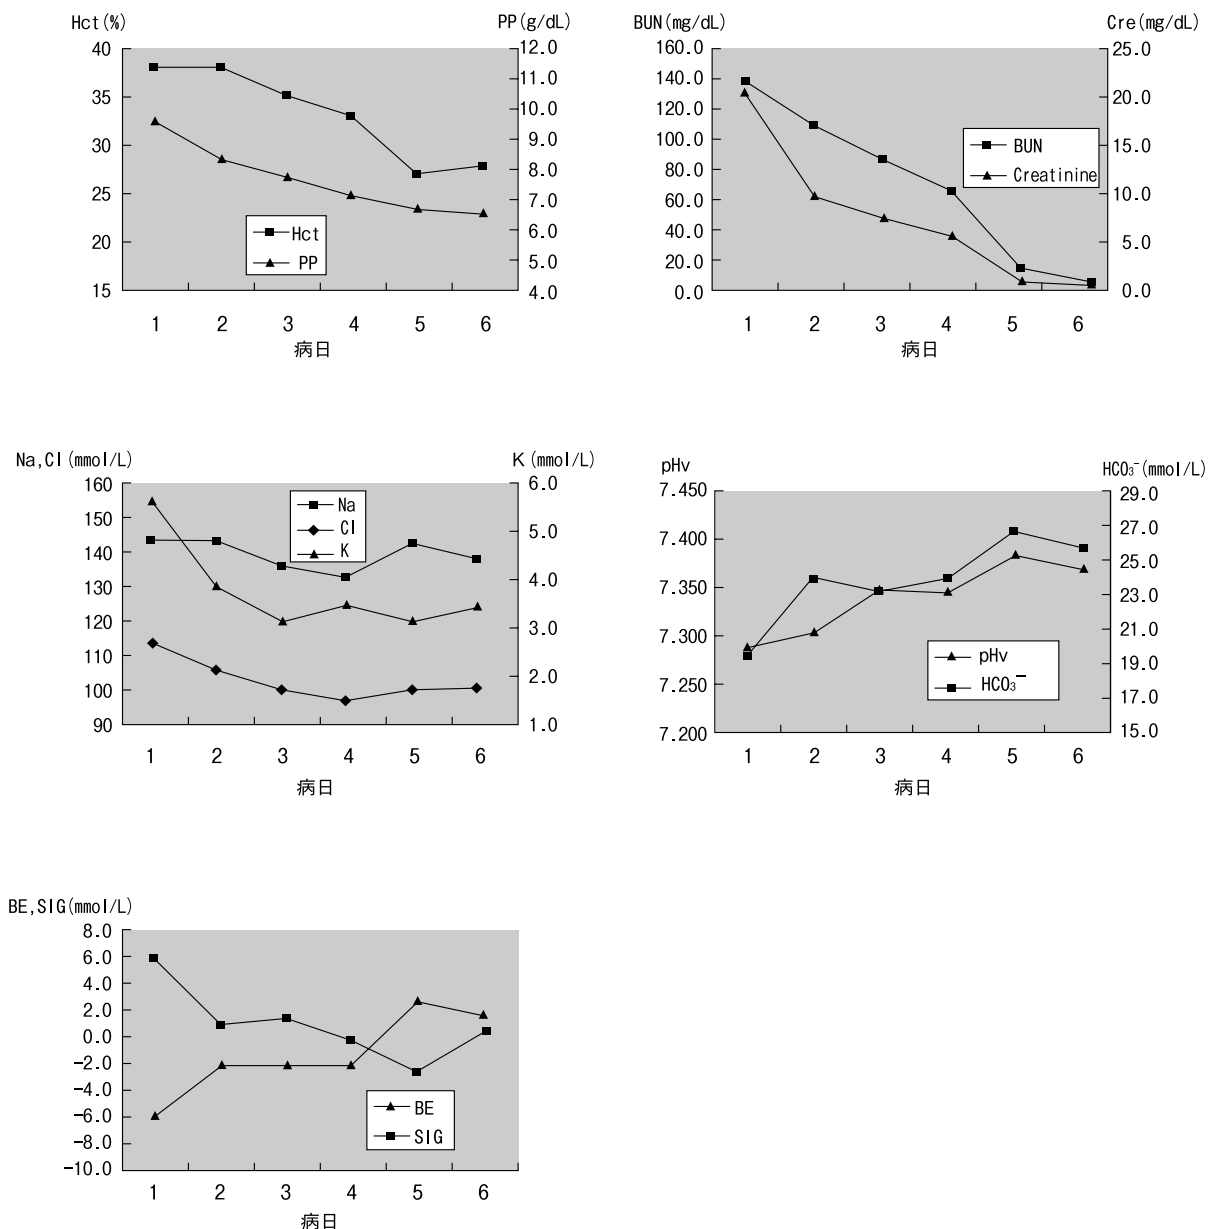 Hct(%)
PP(g/dL)
40
35
30
25
20
15
12.0
11.0
10.0
9.0
8.0
7.0
6.0
5.0
4.0
Hct
PP
1 2 3 4 5 6
病日
BUN(mg/dL)
Cre(mg/dL)
160.0
140.0
120.0
100.0
80.0
60.0
40.0
20.0
0.0
25.0
20.0
15.0
10.0
5.0
0.0
BUN
Creatinine
1 2 3 4 5 6
病日
Na,Cl(mmol/L)
K(mmol/L)
160
150
140
130
120
110
100
90
6.0
5.0
4.0
3.0
2.0
1.0
Na
Cl
K
1 2 3 4 5 6
病日
pHv
HCO₃⁻(mmol/L)
7.450
7.400
7.350
7.300
7.250
7.200
29.0
27.0
25.0
23.0
21.0
19.0
17.0
15.0
pHv
HCO₃⁻
1 2 3 4 5 6
病日
BE,SIG(mmol/L)
8.0
6.0
4.0
2.0
0.0
-2.0
-4.0
-6.0
-8.0
-10.0
BE
SIG
1 2 3 4 5 6
病日